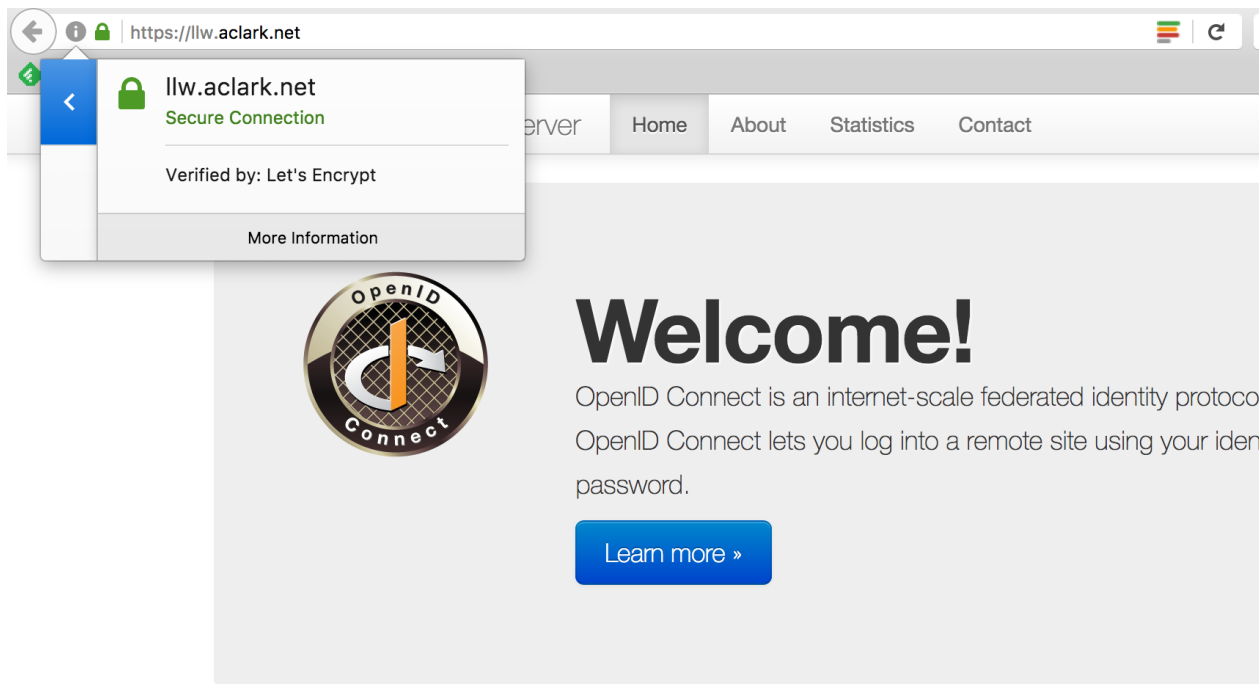 https://llw.aclark.net
llw.aclark.net
Secure Connection
Verified by: Let's Encrypt
More Information
erver Home About Statistics Contact
OpenID
Connect
Welcome!
OpenID Connect is an internet-scale federated identity protoco
OpenID Connect lets you log into a remote site using your iden
password.
Learn more »